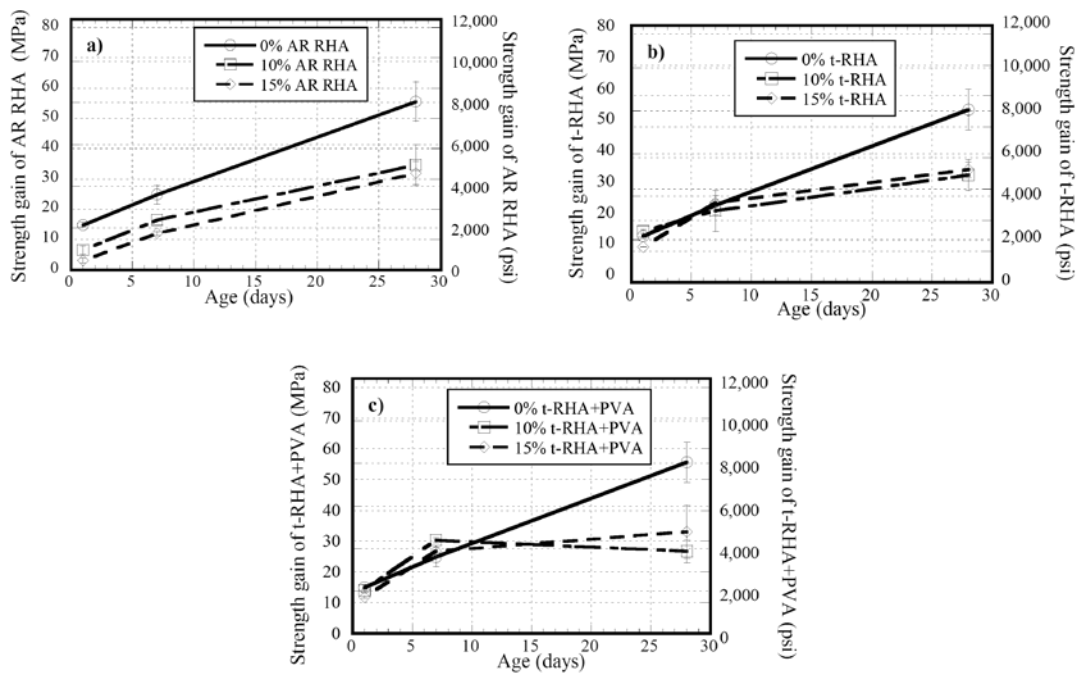 a)
0% AR RHA
10% AR RHA
15% AR RHA
Strength gain of AR RHA (MPa)
80
70
60
50
40
30
20
10
0
Strength gain of AR RHA (psi)
12,000
10,000
8,000
6,000
4,000
2,000
0
0 5 10 15 20 25 30
Age (days)
b)
0% t-RHA
10% t-RHA
15% t-RHA
Strength gain of t-RHA (MPa)
80
70
60
50
40
30
20
10
0
Strength gain of t-RHA (psi)
12,000
10,000
8,000
6,000
4,000
2,000
0
0 5 10 15 20 25 30
Age (days)
c)
0% t-RHA+PVA
10% t-RHA+PVA
15% t-RHA+PVA
Strength gain of t-RHA+PVA (MPa)
80
70
60
50
40
30
20
10
0
Strength gain of t-RHA+PVA (psi)
12,000
10,000
8,000
6,000
4,000
2,000
0
0 5 10 15 20 25 30
Age (days)